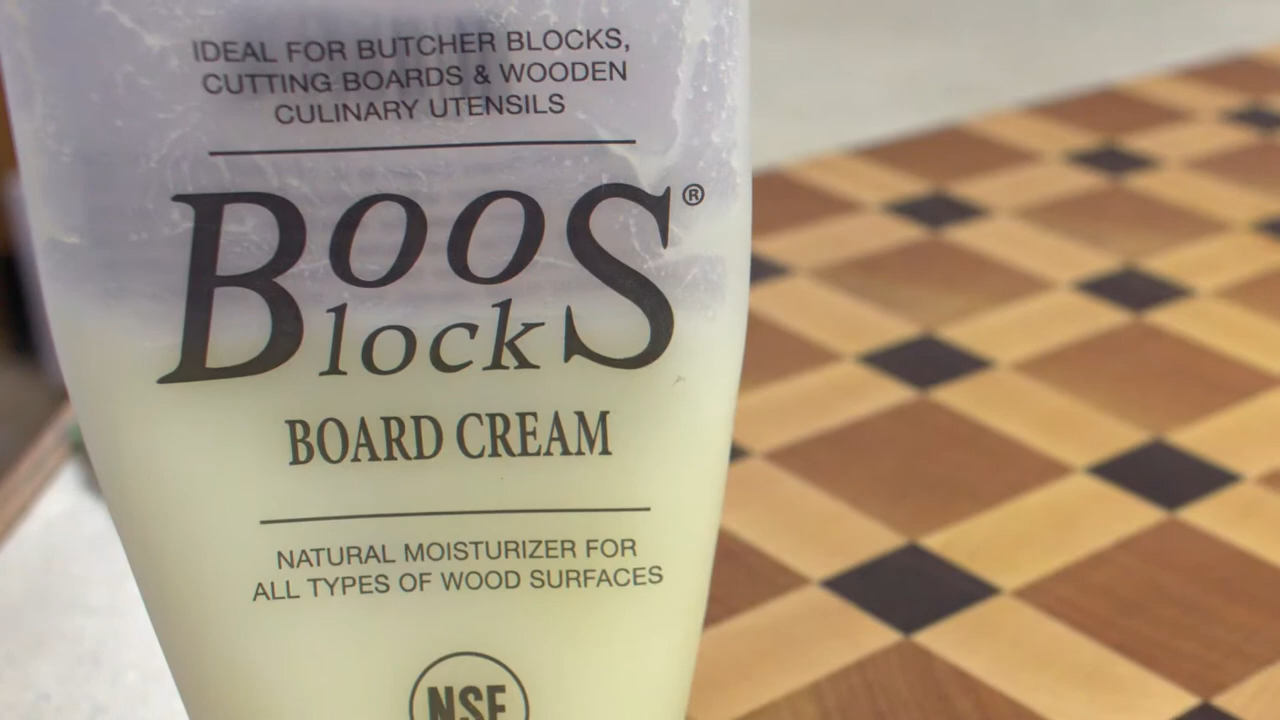 IDEAL FOR BUTCHER BLOCKS,
CUTTING BOARDS & WOODEN
CULINARY UTENSILS
BOOS®
Block
BOARD CREAM
NATURAL MOISTURIZER FOR
ALL TYPES OF WOOD SURFACES
NSF